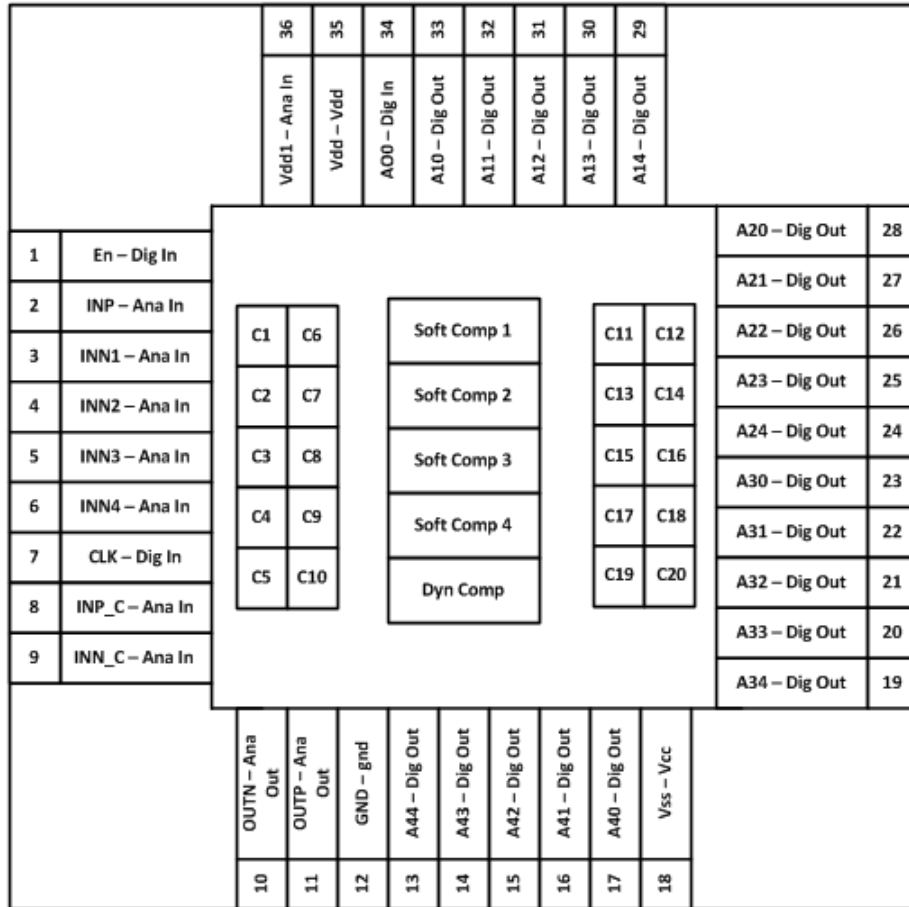 36 35 34 33 32 31 30 29
Vdd1 – Ana In
Vdd – Vdd
AO0 – Dig In
A10 – Dig Out
A11 – Dig Out
A12 – Dig Out
A13 – Dig Out
A14 – Dig Out
1 En – Dig In
2 INP – Ana In
3 INN1 – Ana In
4 INN2 – Ana In
5 INN3 – Ana In
6 INN4 – Ana In
7 CLK – Dig In
8 INP_C – Ana In
9 INN_C – Ana In
C1 C6
C2 C7
C3 C8
C4 C9
C5 C10
Soft Comp 1
Soft Comp 2
Soft Comp 3
Soft Comp 4
Dyn Comp
C11 C12
C13 C14
C15 C16
C17 C18
C19 C20
A20 – Dig Out 28
A21 – Dig Out 27
A22 – Dig Out 26
A23 – Dig Out 25
A24 – Dig Out 24
A30 – Dig Out 23
A31 – Dig Out 22
A32 – Dig Out 21
A33 – Dig Out 20
A34 – Dig Out 19
OUTN – Ana
Out
OUTP – Ana
Out
GND – gnd
A44 – Dig Out
A43 – Dig Out
A42 – Dig Out
A41 – Dig Out
A40 – Dig Out
Vss – Vcc
10 11 12 13 14 15 16 17 18